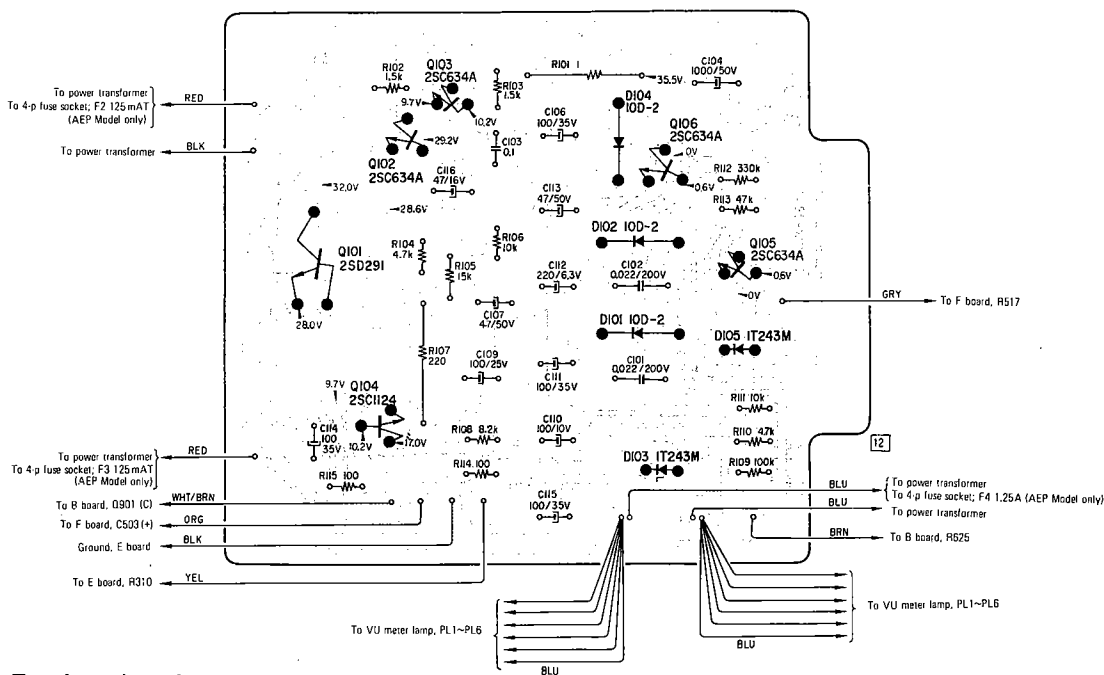 R102
1.5k
Q103
2SC634A
9.7V
10.2V
R103
1.5k
R101 1
35.5V
C104
1000/50V
D104
10D-2
C106
100/35V
Q106
2SC634A
0V
0.6V
To power transformer
To 4-p fuse socket; F2 125mAT
(AEP Model only)
RED
To power transformer
BLK
29.2V
Q102
2SC634A
C103
0.1
C116
47/16V
R112 330k
R113 47k
32.0V
28.6V
C113
47/50V
Q101
2SD291
28.0V
R104
4.7k
R105
15k
R106
10k
D102 10D-2
Q105
2SC634A
0.6V
0V
C112
220/6.3V
C102
0.022/200V
GRY
To F board, R517
C107
47/50V
D101 10D-2
D105 1T243M
R107
220
C109
100/25V
C111
100/35V
C101
0.022/200V
9.7V
Q104
2SC1124
C114
100
35V
10.2V
17.0V
R111 10k
R108 8.2k
C110
100/10V
R110 4.7k
12
To power transformer
To 4-p fuse socket; F3 125mAT
(AEP Model only)
RED
R114 100
D103 1T243M
R109 100k
R115 100
BLU
To power transformer
To 4-p fuse socket; F4 1.25A (AEP Model only)
To B board, Q901 (C)
WHT/BRN
C115
100/35V
BLU
To power transformer
To F board, C503 (+)
ORG
BRN
To B board, R625
Ground, E board
BLK
To E board, R310
YEL
To VU meter lamp, PL1~PL6
BLU
To VU meter lamp, PL1~PL6
BLU